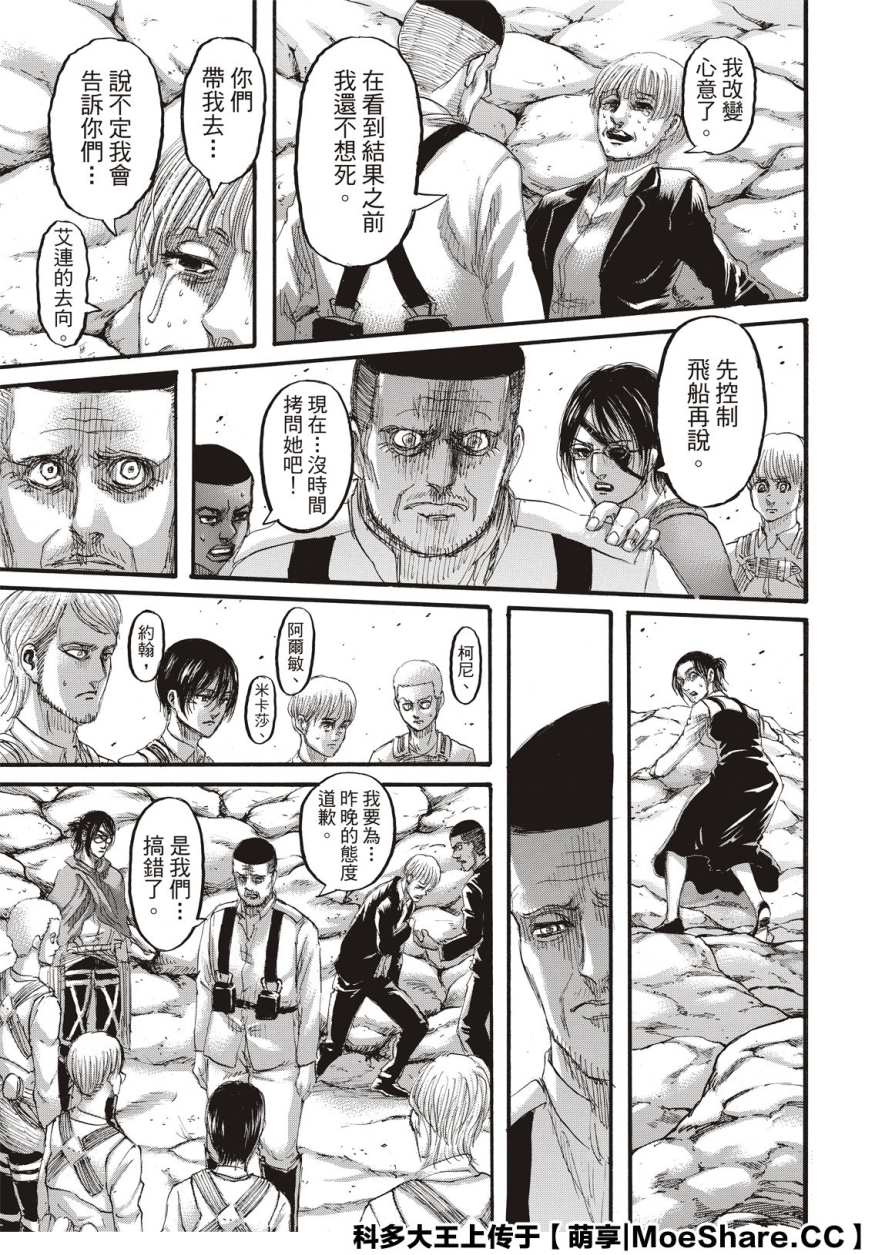 我改變
心意了。
在看到結果之前
我還不想死。
你們
帶我去…
說不定我會
告訴你們…
艾連的去向。
先控制
飛船再說。
現在…沒時間
拷問她吧！
柯尼、
阿爾敏、
米卡莎、
約翰，
我要為…
昨晚的態度
道歉。
是我們…
搞錯了。
科多大王上传于【萌享|MoeShare.CC】